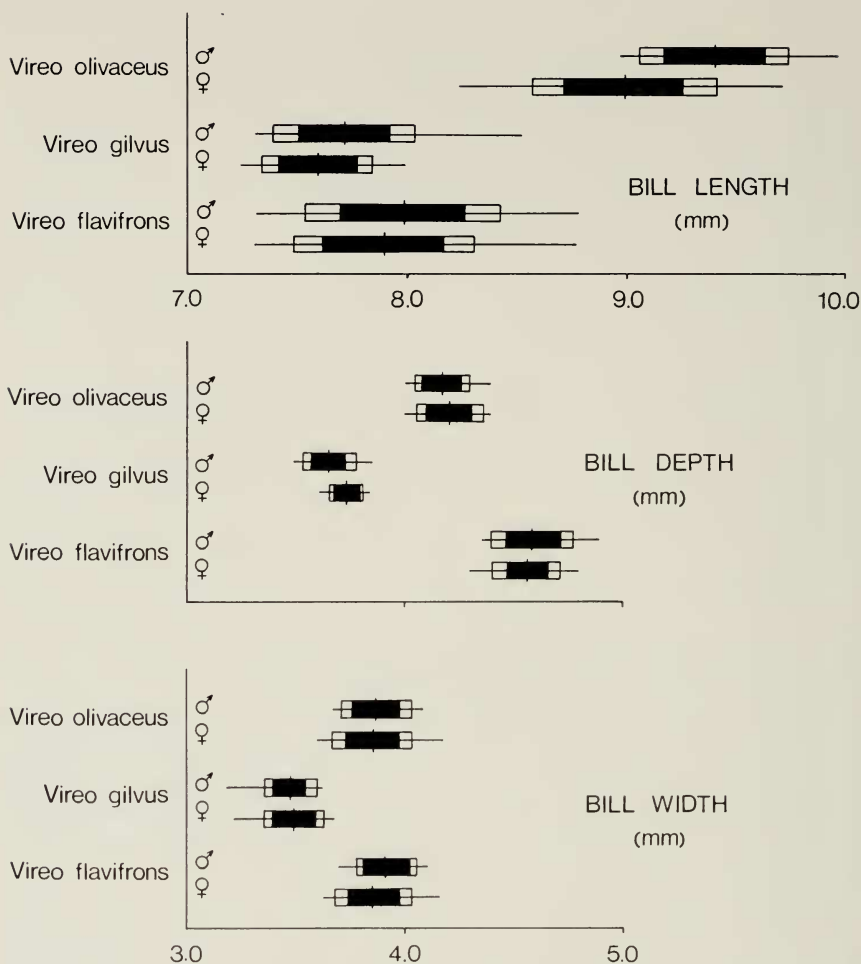 Vireo olivaceus ♂
♀
Vireo gilvus ♂
♀
Vireo flavifrons ♂
♀
BILL LENGTH
(mm)
7.0 8.0 9.0 10.0
Vireo olivaceus ♂
♀
Vireo gilvus ♂
♀
Vireo flavifrons ♂
♀
BILL DEPTH
(mm)
Vireo olivaceus ♂
♀
Vireo gilvus ♂
♀
Vireo flavifrons ♂
♀
BILL WIDTH
(mm)
3.0 4.0 5.0